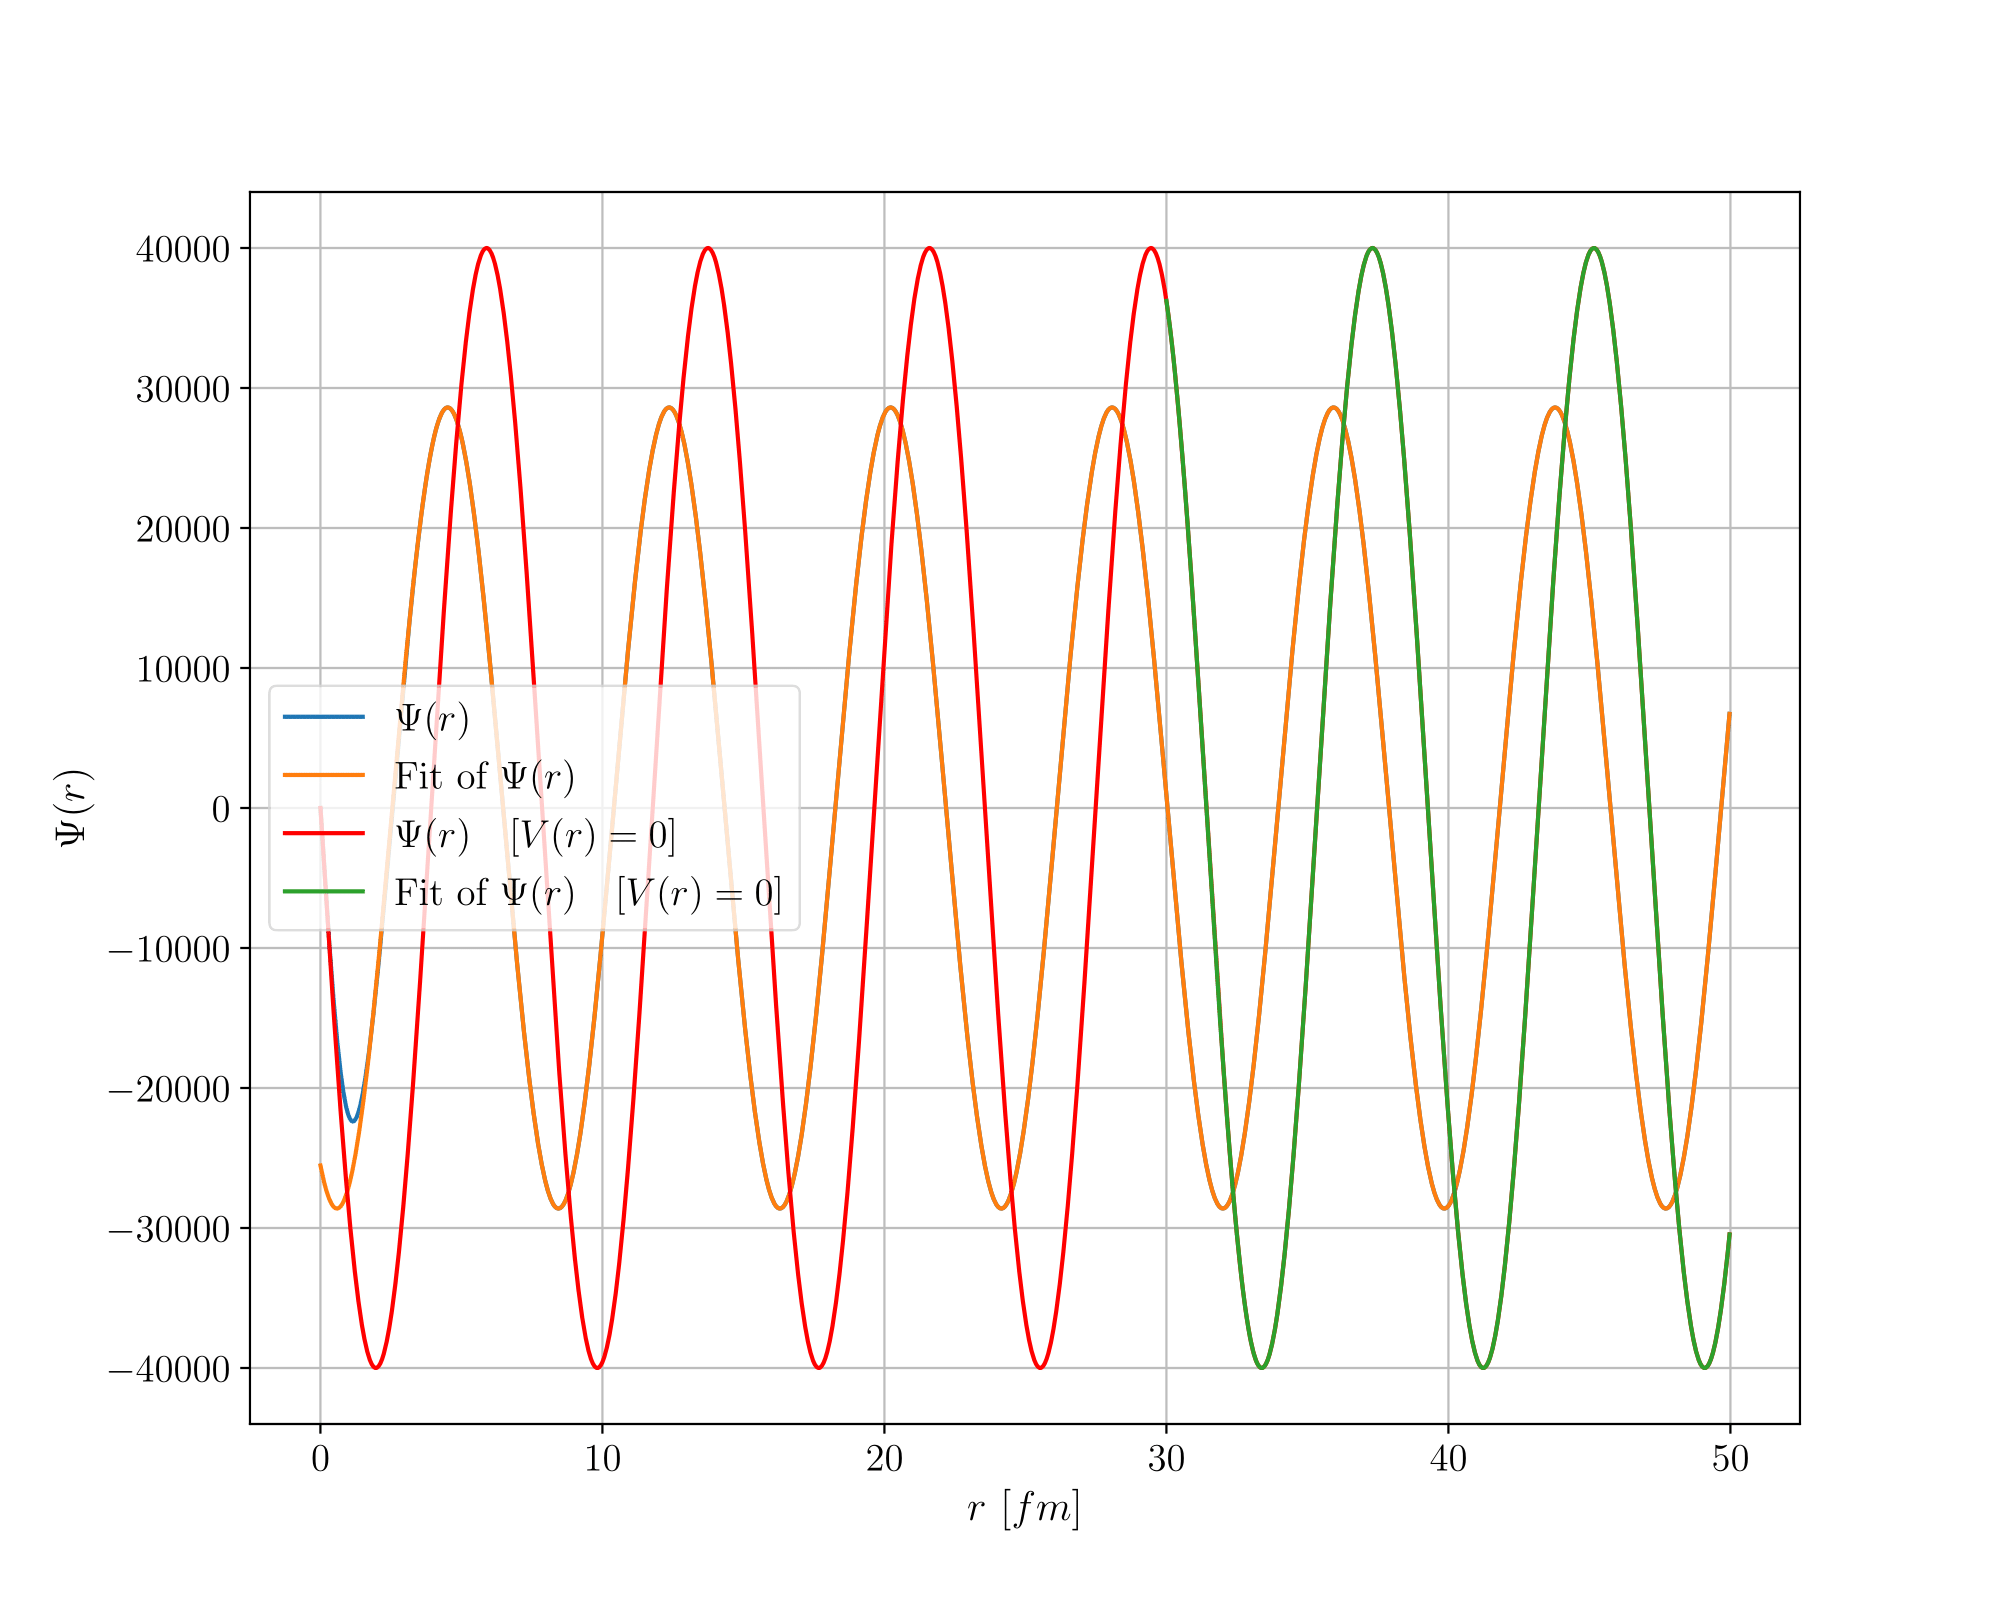 40000
30000
20000
10000
0
−10000
−20000
−30000
−40000
Ψ(r)
Ψ(r)
Fit of Ψ(r)
Ψ(r) [V(r) = 0]
Fit of Ψ(r) [V(r) = 0]
0 10 20 30 40 50
r [fm]